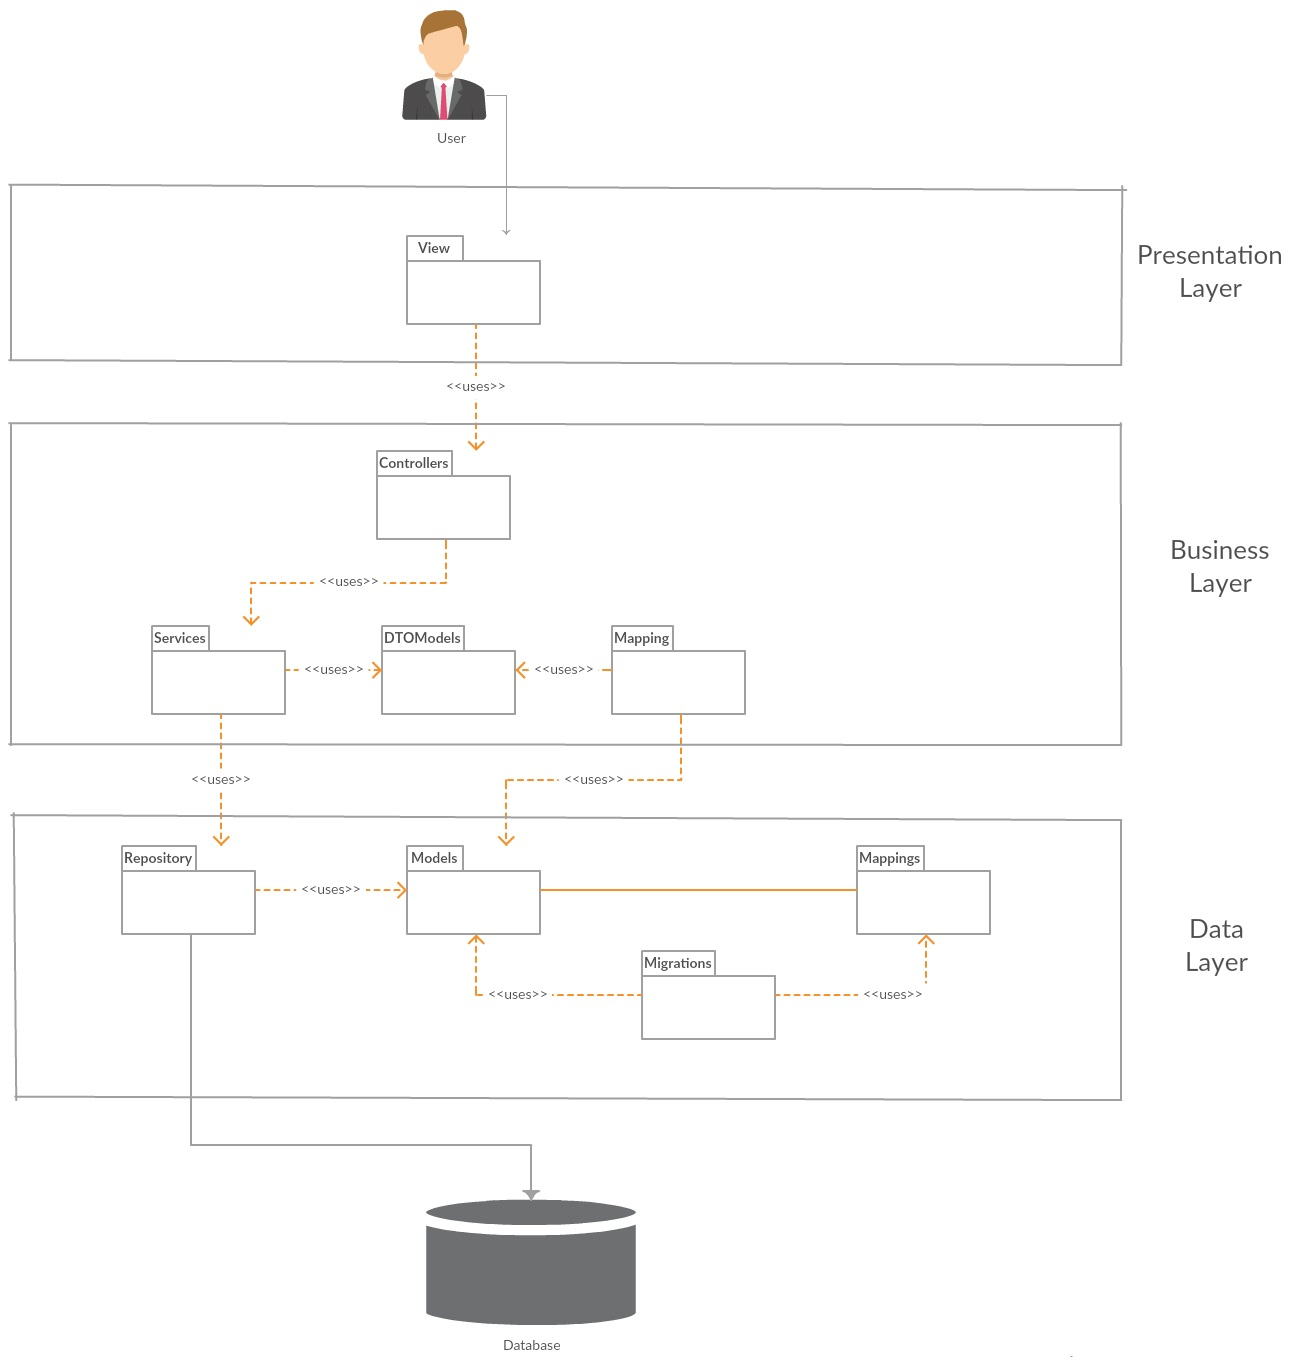 User
View
Presentation
Layer
<<uses>>
Controllers
Business
Layer
<<uses>>
Services
DTOModels
Mapping
<<uses>>
<<uses>>
<<uses>>
<<uses>>
Repository
Models
Mappings
<<uses>>
Data
Layer
Migrations
<<uses>>
<<uses>>
Database